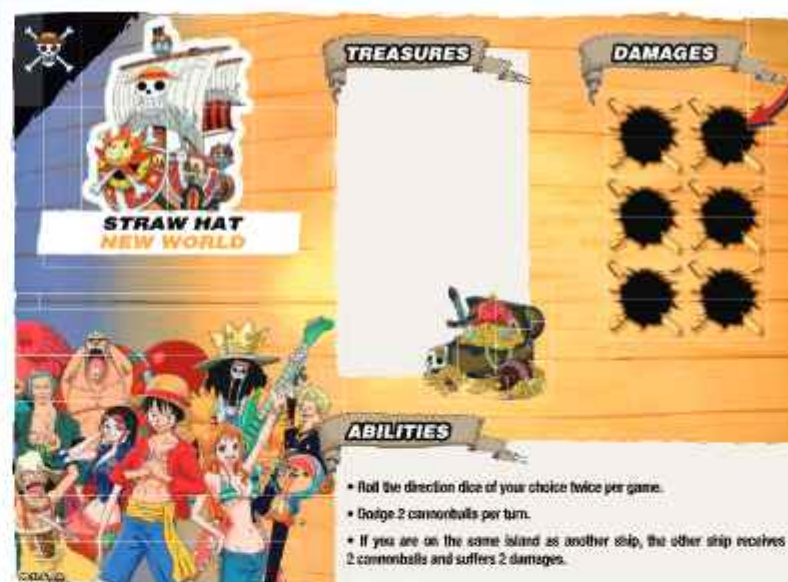 TREASURES
DAMAGES
STRAW HAT
NEW WORLD
ABILITIES
• Roll the direction dice of your choice twice per game.
• Dodge 2 cannonballs per turn.
• If you are on the same island as another ship, the other ship receives
2 cannonballs and suffers 2 damages.